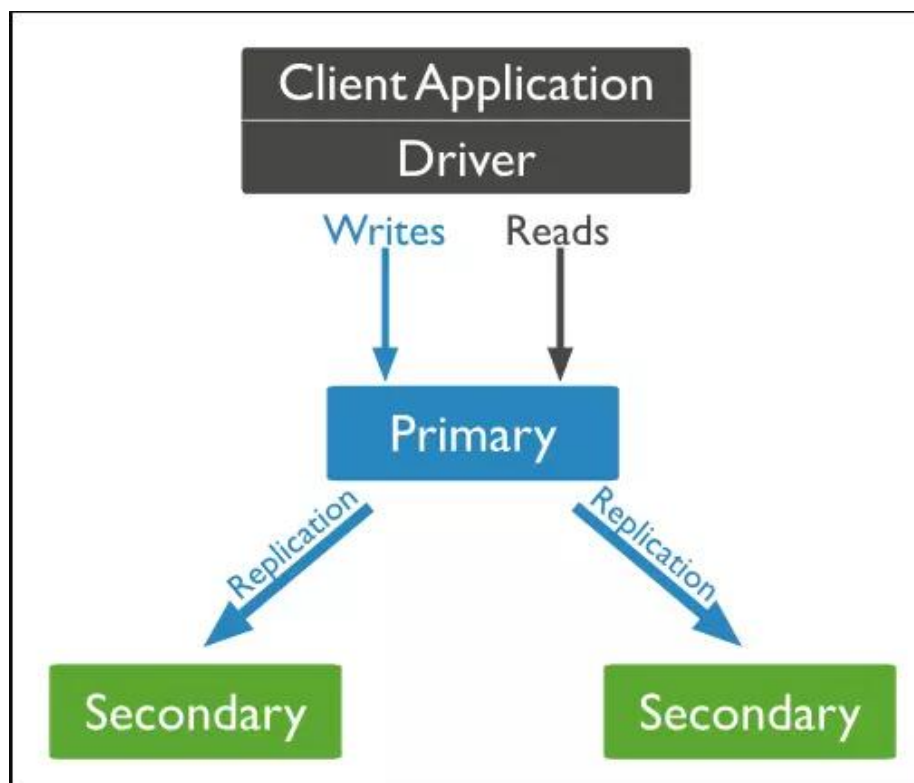 Client Application
Driver
Writes Reads
Primary
Replication Replication
Secondary Secondary